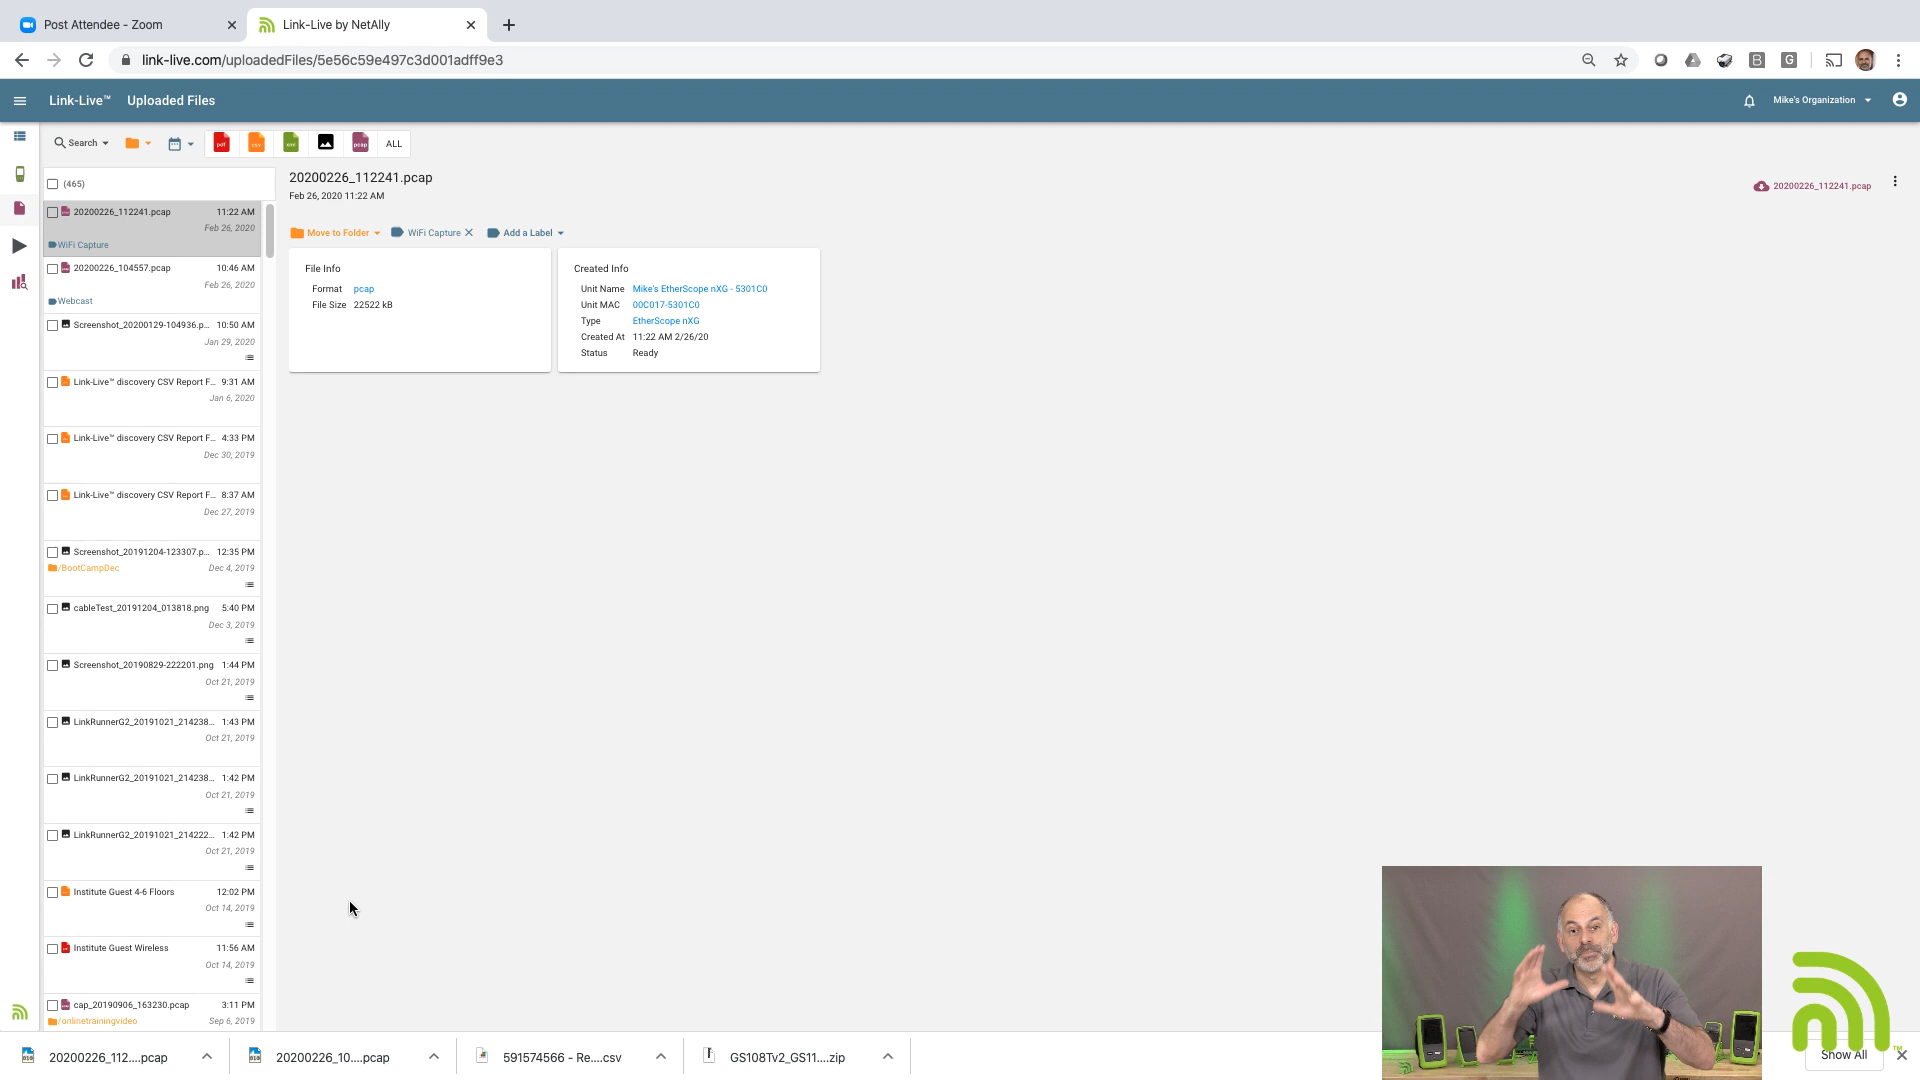 Post Attendee - Zoom
Link-Live by NetAlly
link-live.com/uploadedFiles/5e56c59e497c3d001adff9e3
Link-Live™ Uploaded Files
Mike's Organization
Search
pdf
csv
pcap
ALL
(465)
20200226_112241.pcap 11:22 AM
Feb 26, 2020
WiFi Capture
20200226_104557.pcap 10:46 AM
Feb 26, 2020
Webcast
Screenshot_20200129-104936.p... 10:50 AM
Jan 29, 2020
Link-Live™ discovery CSV Report F... 9:31 AM
Jan 6, 2020
Link-Live™ discovery CSV Report F... 4:33 PM
Dec 30, 2019
Link-Live™ discovery CSV Report F... 8:37 AM
Dec 27, 2019
Screenshot_20191204-123307.p... 12:35 PM
/BootCampDec Dec 4, 2019
cableTest_20191204_013818.png 5:40 PM
Dec 3, 2019
Screenshot_20190829-222201.png 1:44 PM
Oct 21, 2019
LinkRunnerG2_20191021_214238... 1:43 PM
Oct 21, 2019
LinkRunnerG2_20191021_214238... 1:42 PM
Oct 21, 2019
LinkRunnerG2_20191021_214222... 1:42 PM
Oct 21, 2019
Institute Guest 4-6 Floors 12:02 PM
Oct 14, 2019
Institute Guest Wireless 11:56 AM
Oct 14, 2019
cap_20190906_163230.pcap 3:11 PM
/onlinetrainingvideo Sep 6, 2019
20200226_112241.pcap
Feb 26, 2020 11:22 AM
20200226_112241.pcap
Move to Folder WiFi Capture Add a Label
File Info
Format pcap
File Size 22522 kB
Created Info
Unit Name Mike's EtherScope nXG - 5301C0
Unit MAC 00C017-5301C0
Type EtherScope nXG
Created At 11:22 AM 2/26/20
Status Ready
20200226_112....pcap
20200226_10....pcap
591574566 - Re....csv
GS108Tv2_GS11....zip
Show All
TM